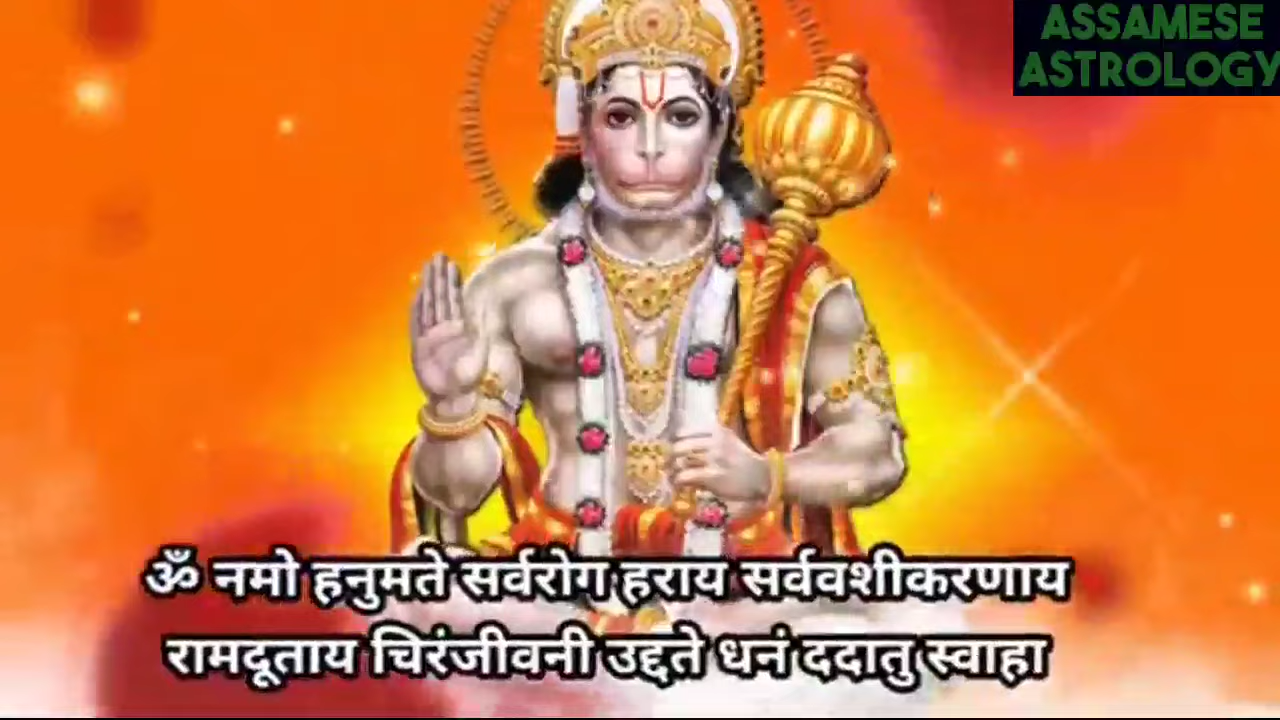 ASSAMESE
ASTROLOGY
ॐ नमो हनुमते सर्वरोग हराय सर्ववशीकरणाय
रामदूताय चिरंजीवनी उद्दते धनं ददातु स्वाहा